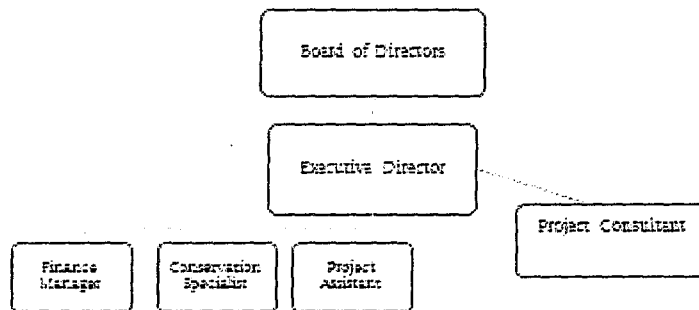 Board of Directors
Executive Director
Project Consultant
Finance
Manager
Conservation
Specialist
Project
Assistant